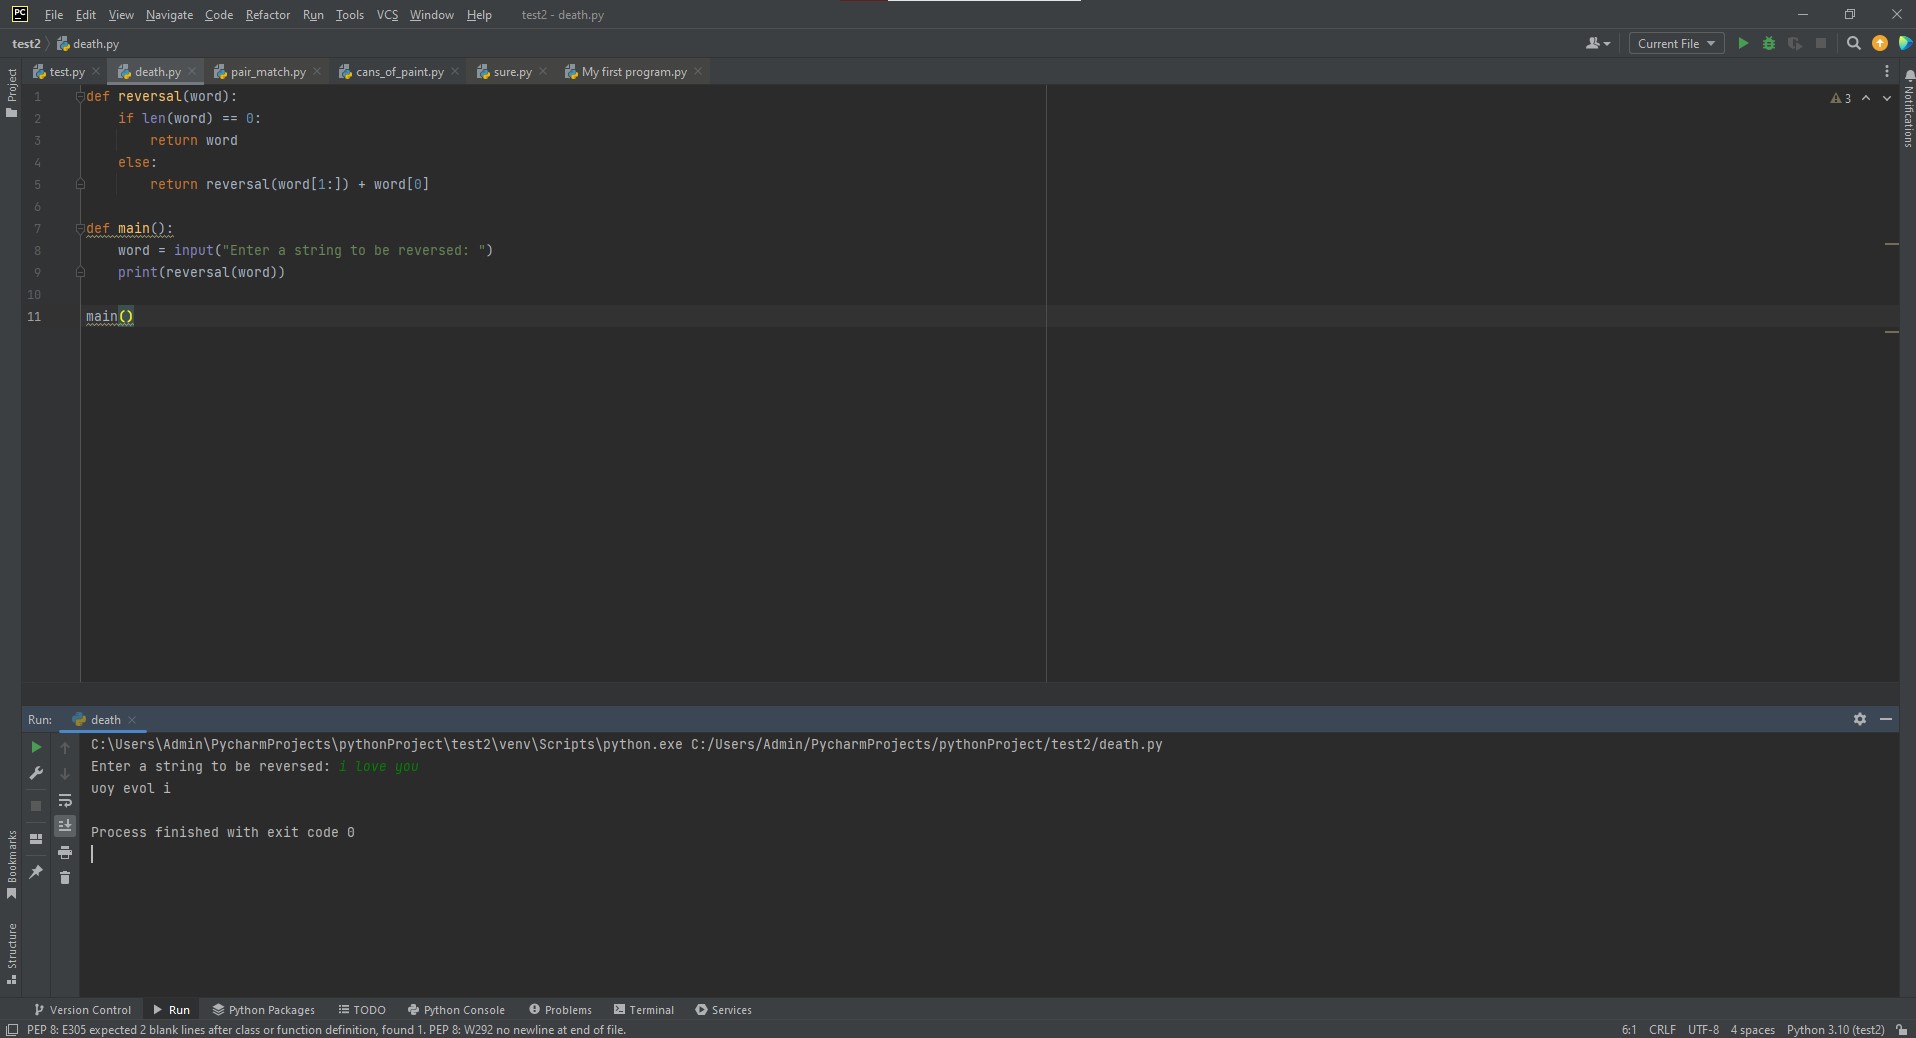 PC File Edit View Navigate Code Refactor Run Tools VCS Window Help test2 - death.py
test2 death.py Current File
test.py death.py pair_match.py cans_of_paint.py sure.py My first program.py
Project
Notifications
3
1 def reversal(word):
2     if len(word) == 0:
3         return word
4     else:
5         return reversal(word[1:]) + word[0]
6
7 def main():
8     word = input("Enter a string to be reversed: ")
9     print(reversal(word))
10
11 main()
Run: death
C:\Users\Admin\PycharmProjects\pythonProject\test2\venv\Scripts\python.exe C:/Users/Admin/PycharmProjects/pythonProject/test2/death.py
Enter a string to be reversed: i love you
uoy evol i
Process finished with exit code 0
Bookmarks
Structure
Version Control Run Python Packages TODO Python Console Problems Terminal Services
PEP 8: E305 expected 2 blank lines after class or function definition, found 1. PEP 8: W292 no newline at end of file. 6:1 CRLF UTF-8 4 spaces Python 3.10 (test2)